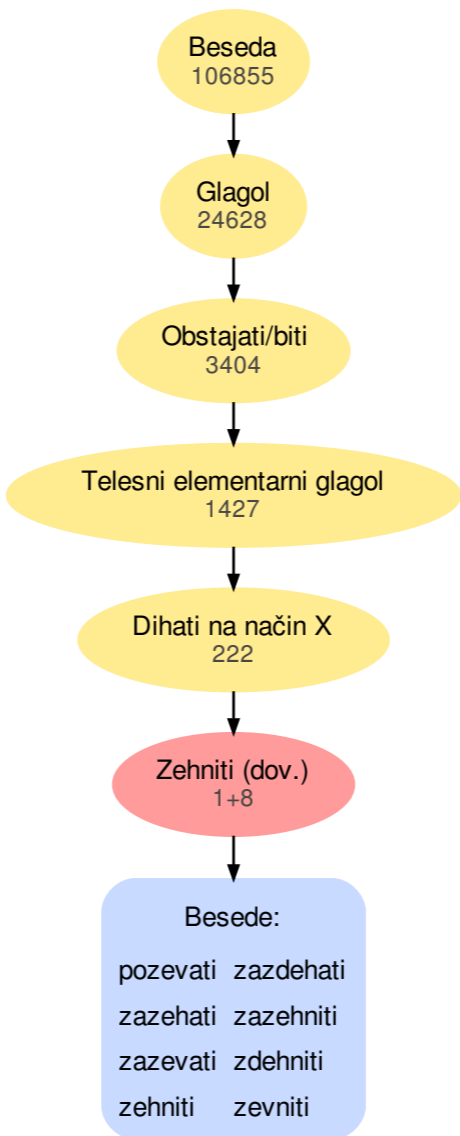 Beseda
106855
Glagol
24628
Obstajati/biti
3404
Telesni elementarni glagol
1427
Dihati na način X
222
Zehniti (dov.)
1+8
Besede:
pozevati zazdehati
zazehati zazehniti
zazevati zdehniti
zehniti zevniti